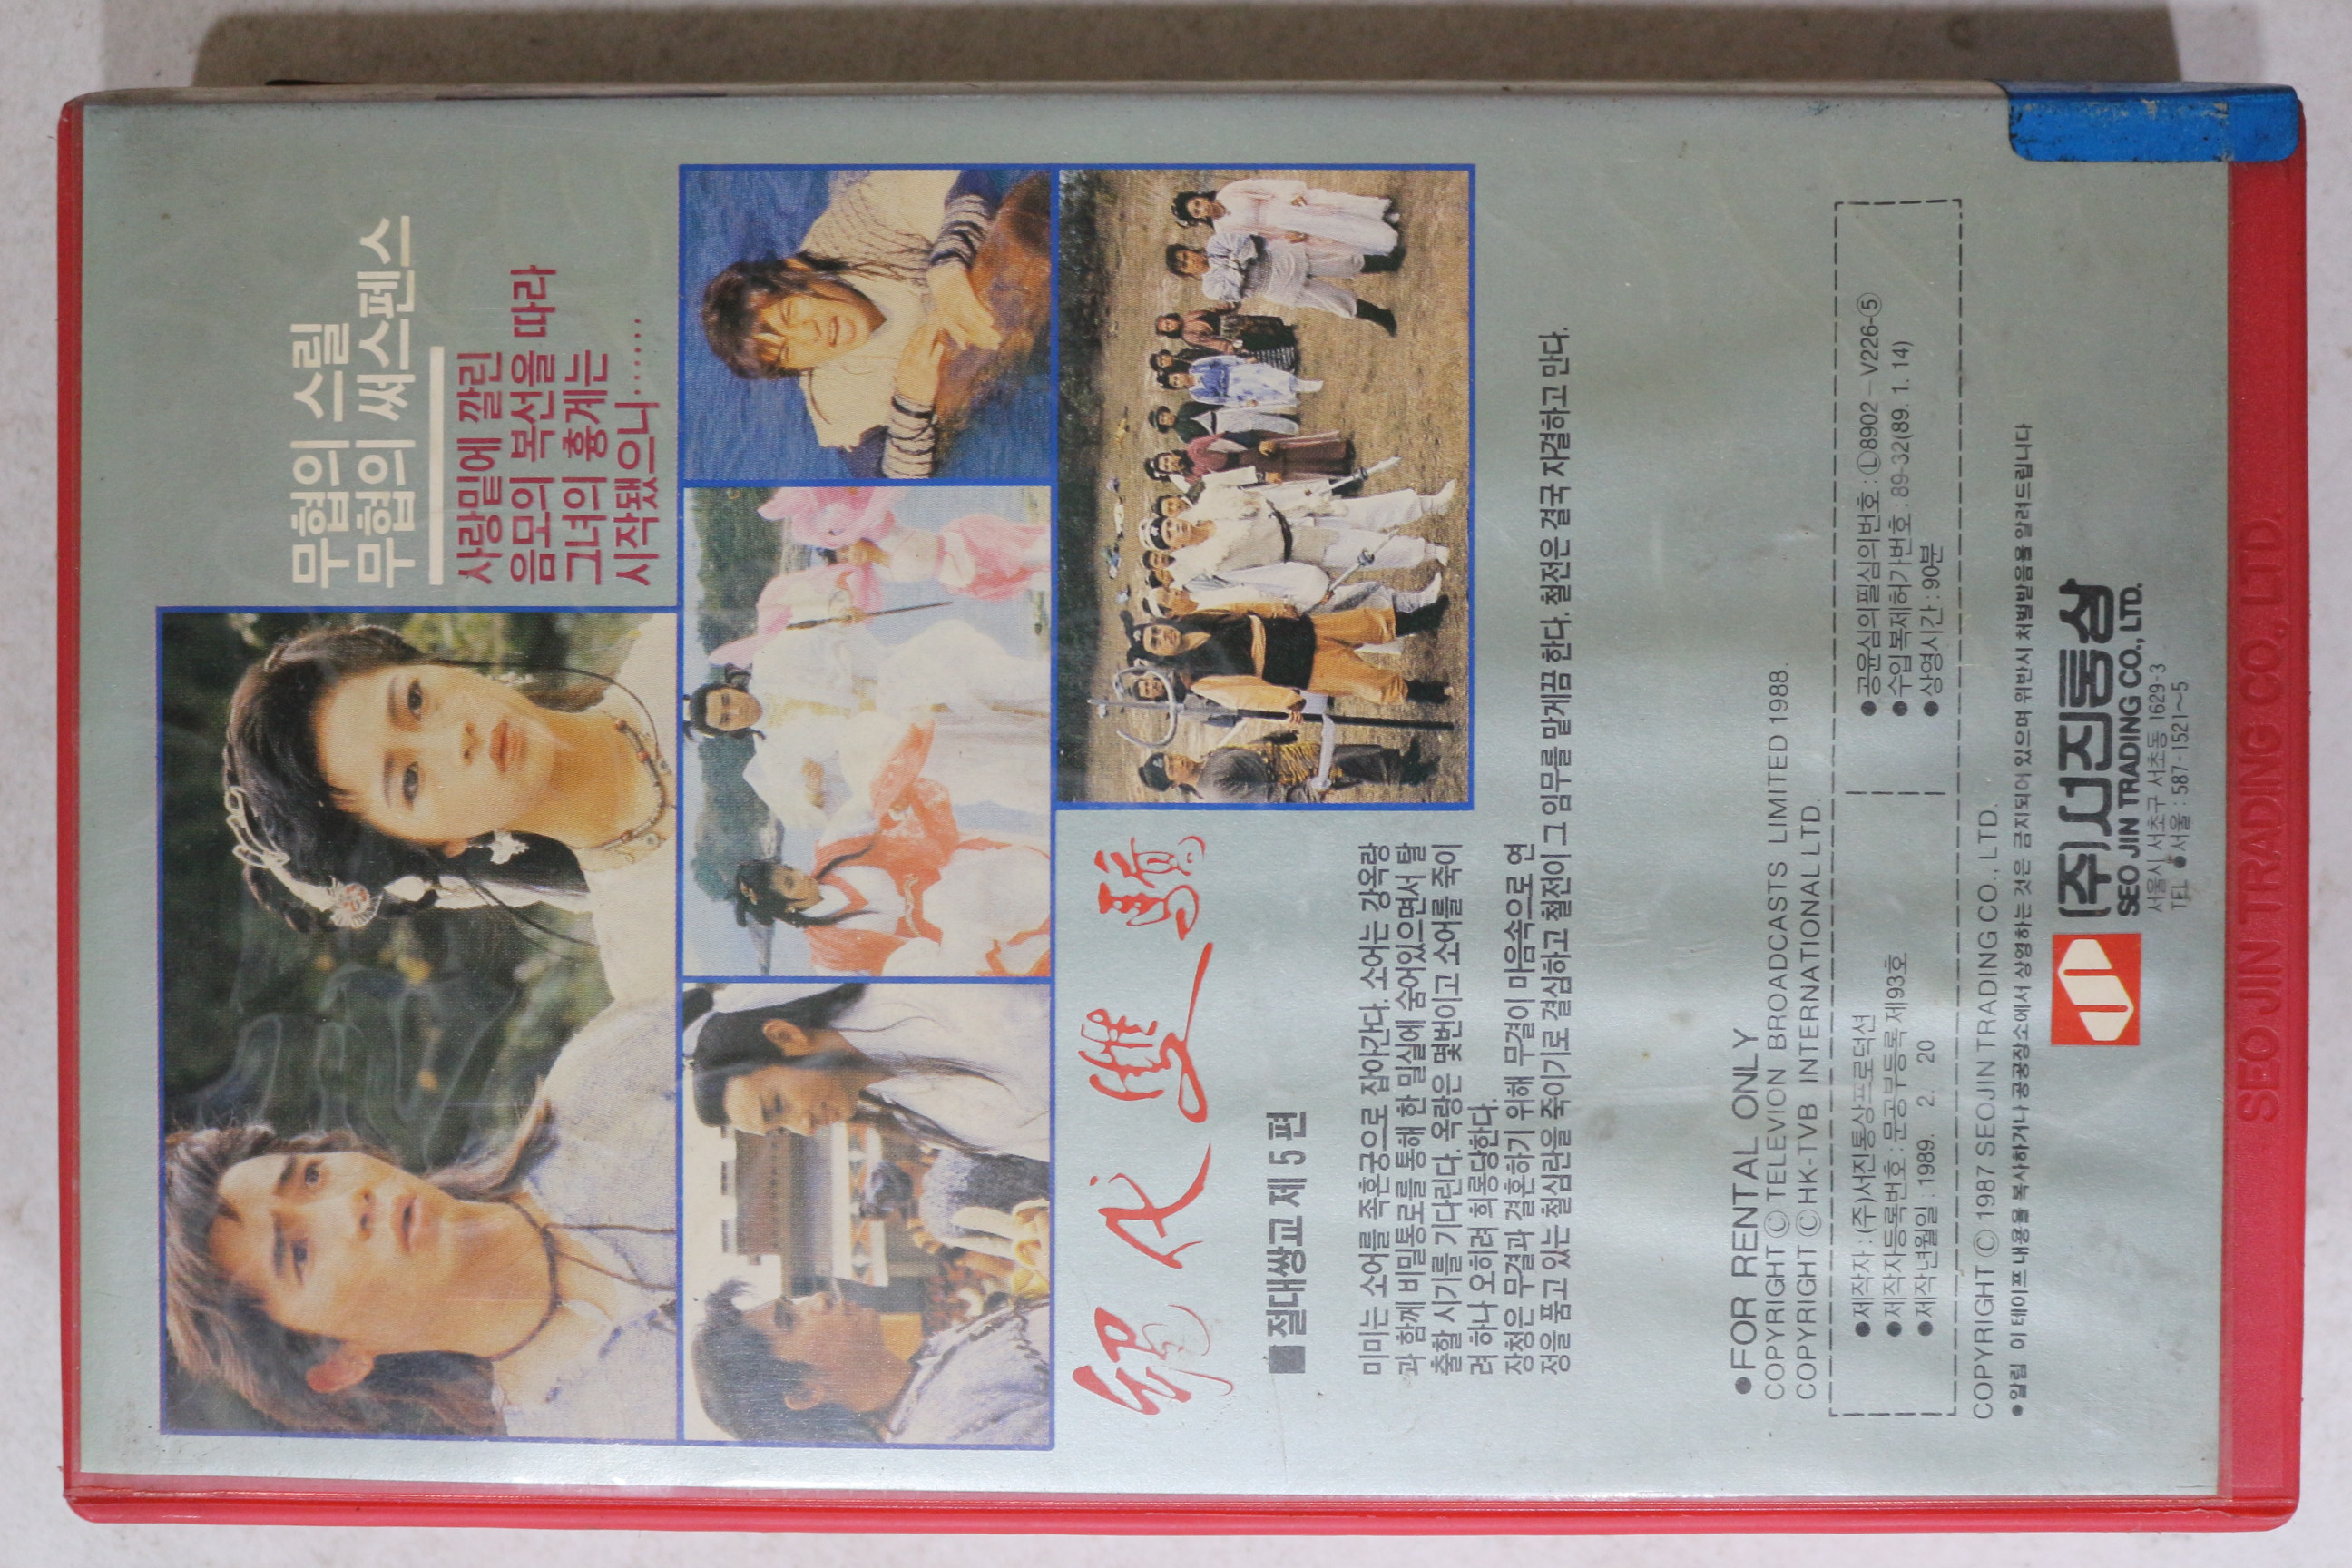 무협의 스릴
무협의 써스펜스
사랑밑에 깔린
음모의 복선을 따라
그녀의 흉계는
시작됐으니……
絕代雙驕
■ 절대쌍교 제 5 편
미미는 소어를 족혼궁으로 잡아간다. 소어는 강옥랑
과 함께 비밀통로를 통해 한 밀실에 숨어있으면서 탈
출할 시기를 기다린다. 옥랑은 몇번이고 소어를 죽이
려 하나 오히려 희롱당한다.
장청은 무결과 결혼하기 위해 무결이 마음속으로 연
정을 품고 있는 철심란을 죽이기로 결심하고 철전이 그 임무를 맡게끔 한다. 철전은 결국 자결하고 만다.
●FOR RENTAL ONLY
COPYRIGHT Ⓒ TELEVION BROADCASTS LIMITED 1988.
COPYRIGHT Ⓒ HK-TVB INTERNATIONAL LTD.
●제작자 : (주)서진통상프로덕션
●제작자등록번호 : 문공부등록 제93호
●제작년월일 : 1989. 2. 20
●공윤심의필심의번호 : Ⓛ8902－V226-⑤
●수입복제허가번호 : 89-32(89. 1. 14)
●상영시간 : 90분
COPYRIGHT Ⓒ 1987 SEOJIN TRADING CO., LTD.
●알림 이 테이프 내용을 복사하거나 공공장소에서 상영하는 것은 금지되어 있으며 위반시 처벌받음을 알려드립니다
(주)서진통상
SEO JIN TRADING CO., LTD.
서울시 서초구 서초동 1629-3
TEL ●서울 : 587-1521～5
SEO JIN TRADING CO., LTD.